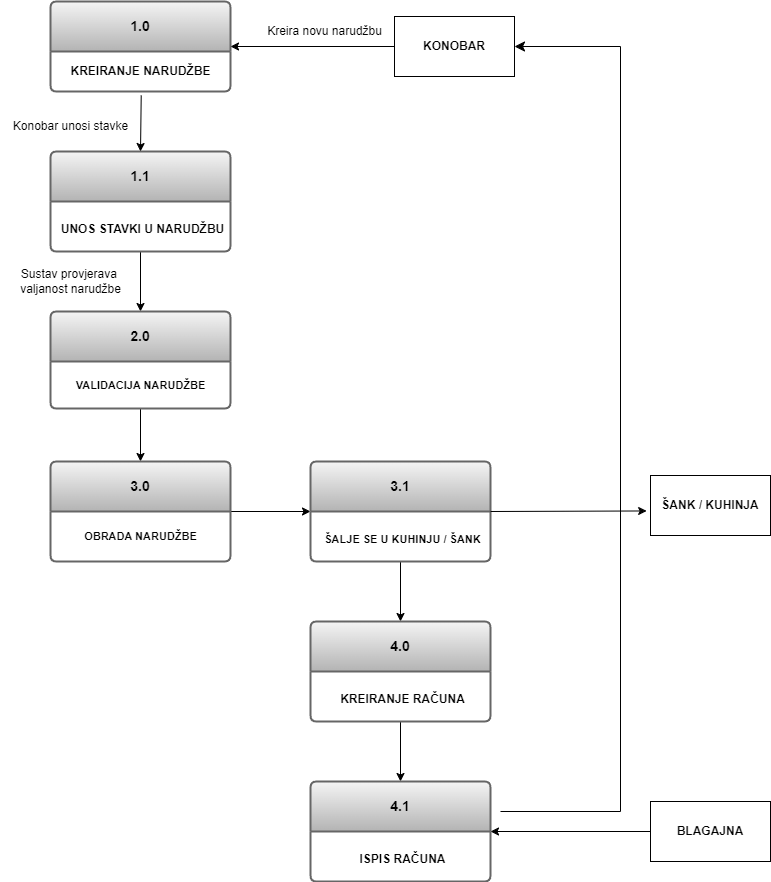 1.0
KREIRANJE NARUDŽBE
Kreira novu narudžbu
KONOBAR
Konobar unosi stavke
1.1
UNOS STAVKI U NARUDŽBU
Sustav provjerava
valjanost narudžbe
2.0
VALIDACIJA NARUDŽBE
3.0
OBRADA NARUDŽBE
3.1
ŠALJE SE U KUHINJU / ŠANK
ŠANK / KUHINJA
4.0
KREIRANJE RAČUNA
4.1
ISPIS RAČUNA
BLAGAJNA